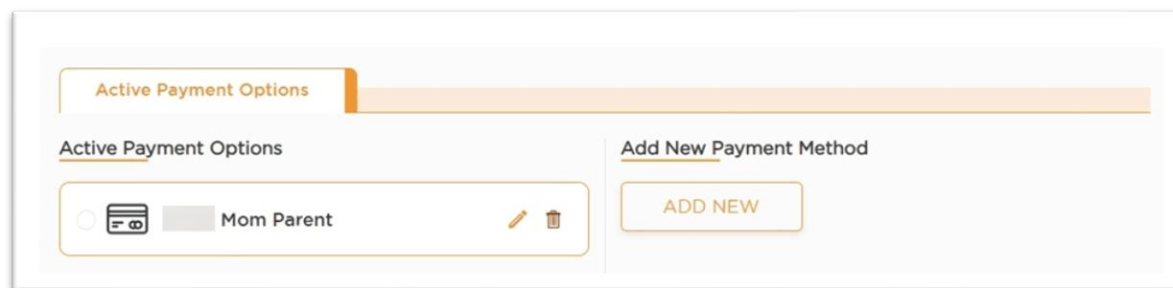 Active Payment Options
Active Payment Options
Mom Parent
Add New Payment Method
ADD NEW